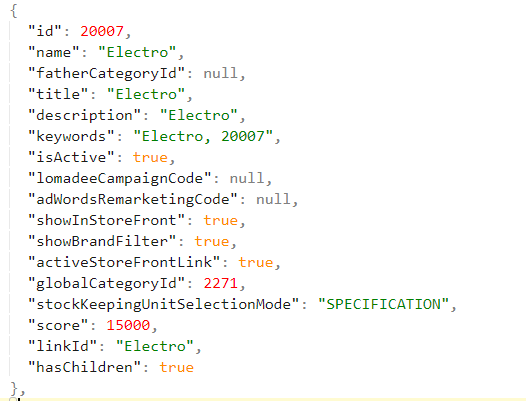 {
"id": 20007,
"name": "Electro",
"fatherCategoryId": null,
"title": "Electro",
"description": "Electro",
"keywords": "Electro, 20007",
"isActive": true,
"lomadeeCampaignCode": null,
"adWordsRemarketingCode": null,
"showInStoreFront": true,
"showBrandFilter": true,
"activeStoreFrontLink": true,
"globalCategoryId": 2271,
"stockKeepingUnitSelectionMode": "SPECIFICATION",
"score": 15000,
"linkId": "Electro",
"hasChildren": true
},